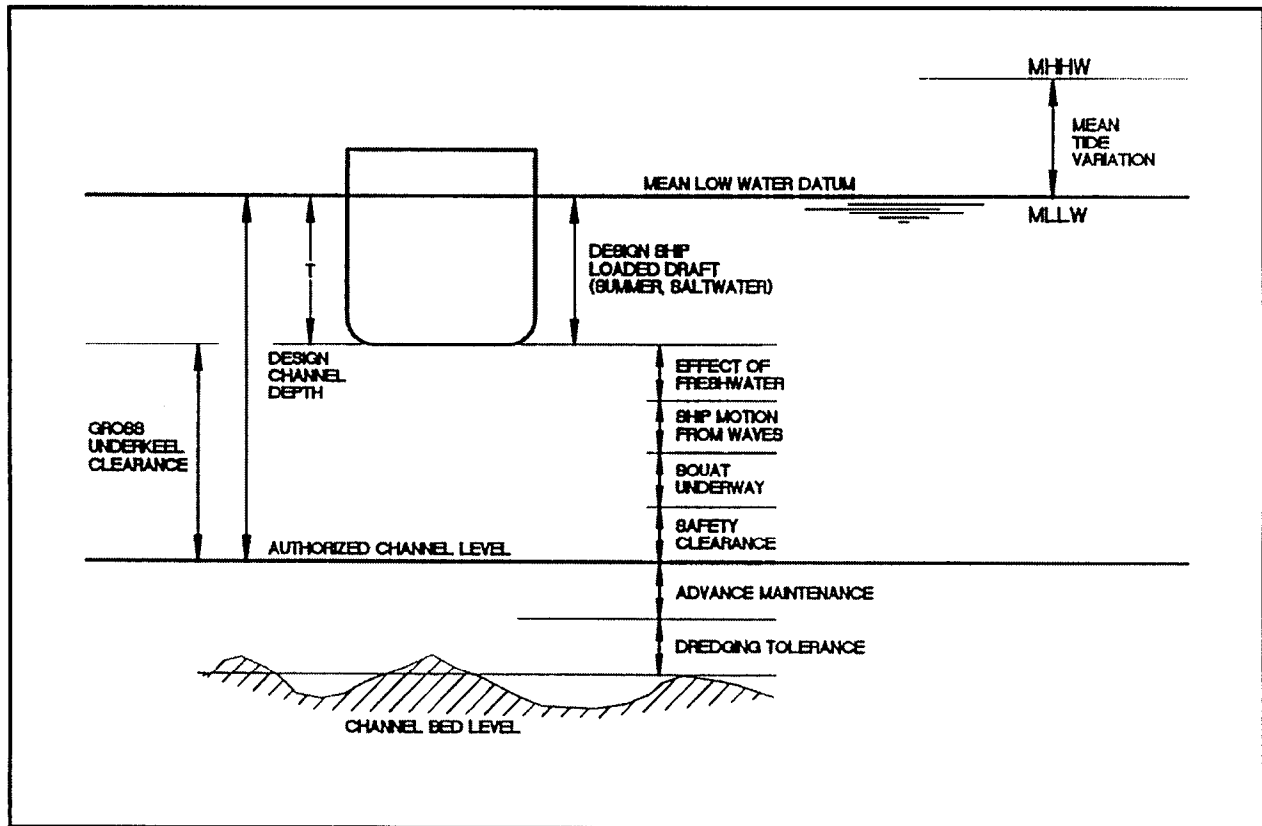 MHHW
MEAN
TIDE
VARIATION
MEAN LOW WATER DATUM
MLLW
T
DESIGN SHIP
LOADED DRAFT
(SUMMER, SALTWATER)
DESIGN
CHANNEL
DEPTH
EFFECT OF
FRESHWATER
GROSS
UNDERKEEL
CLEARANCE
SHIP MOTION
FROM WAVES
SQUAT
UNDERWAY
SAFETY
CLEARANCE
AUTHORIZED CHANNEL LEVEL
ADVANCE MAINTENANCE
DREDGING TOLERANCE
CHANNEL BED LEVEL